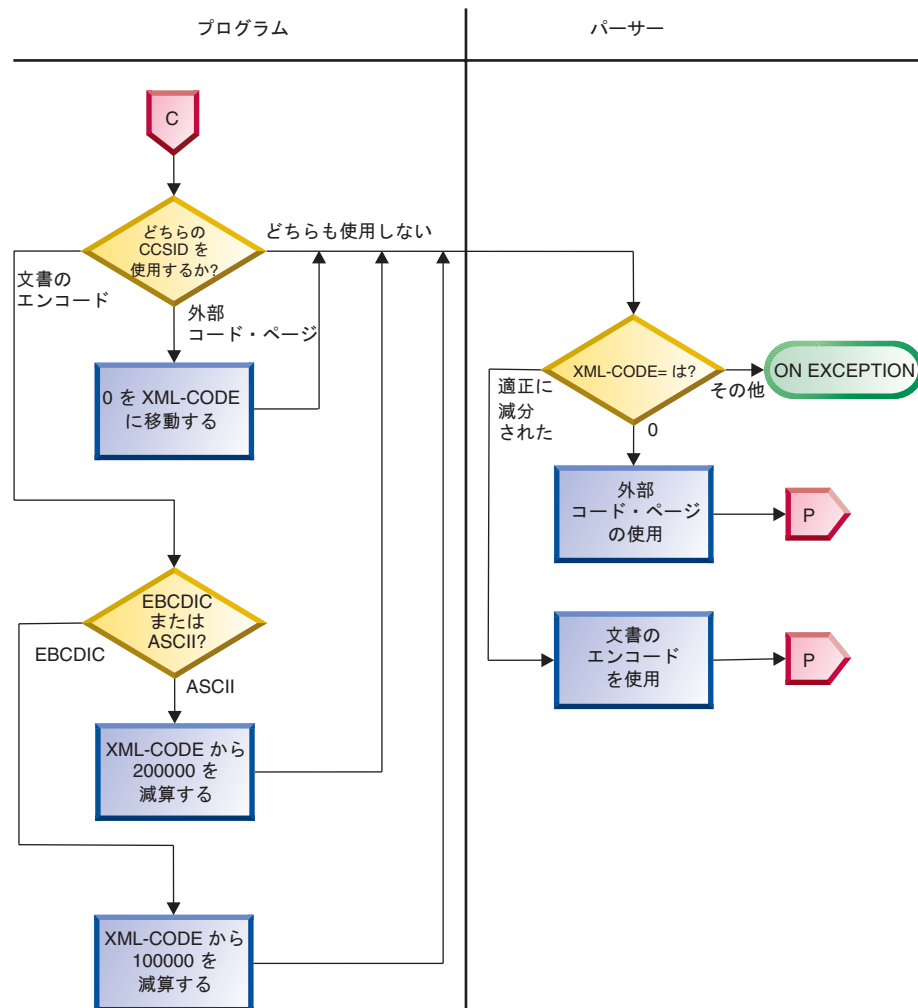 プログラム
パーサー
C
どちらの
CCSID を
使用するか?
どちらも使用しない
文書の
エンコード
外部
コード・ページ
0 を XML-CODE
に移動する
XML-CODE= は?
ON EXCEPTION
その他
適正に
減分
された
0
外部
コード・ページ
の使用
P
EBCDIC
または
ASCII?
EBCDIC
ASCII
文書の
エンコード
を使用
P
XML-CODE から
200000 を
減算する
XML-CODE から
100000 を
減算する